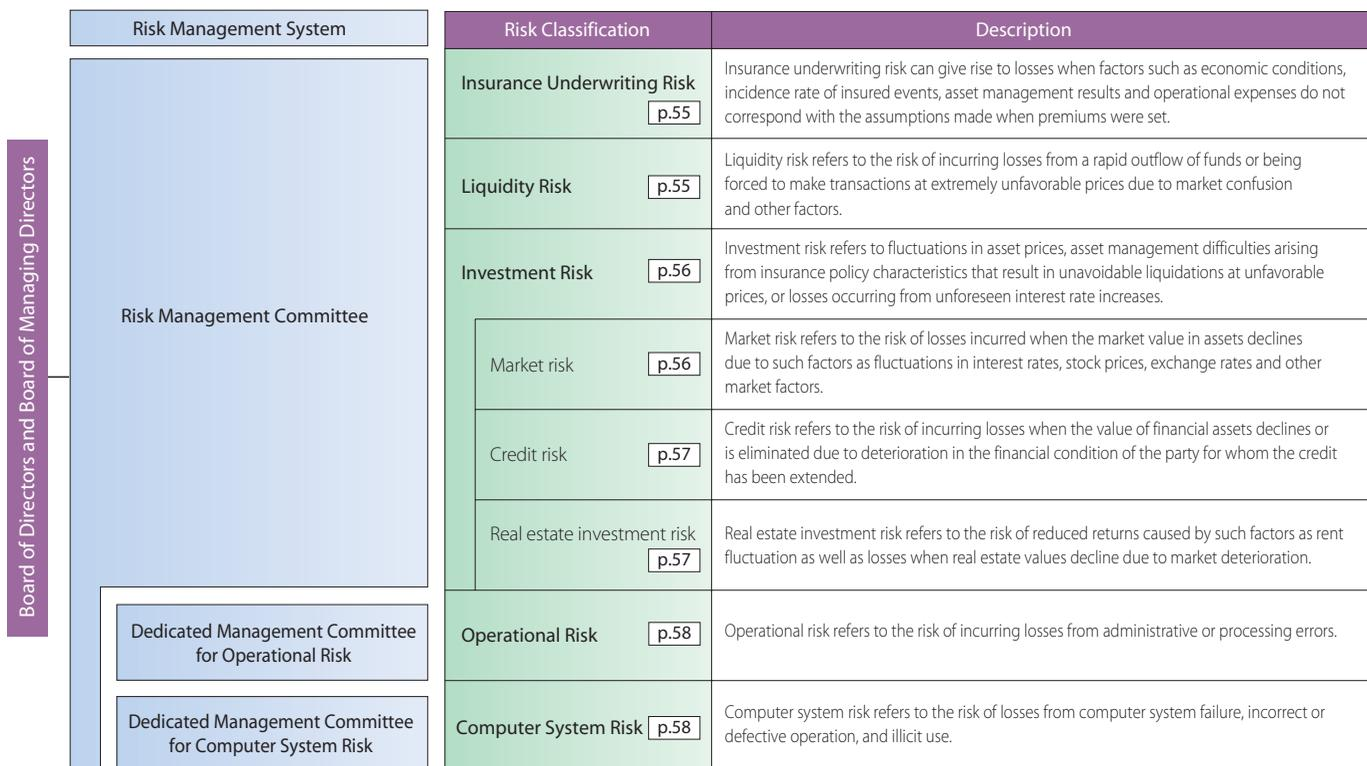 Risk Management System
Board of Directors and Board of Managing Directors
Risk Management Committee
Dedicated Management Committee
for Operational Risk
Dedicated Management Committee
for Computer System Risk
Risk Classification
Description
Insurance Underwriting Risk
p.55
Insurance underwriting risk can give rise to losses when factors such as economic conditions,
incidence rate of insured events, asset management results and operational expenses do not
correspond with the assumptions made when premiums were set.
Liquidity Risk
p.55
Liquidity risk refers to the risk of incurring losses from a rapid outflow of funds or being
forced to make transactions at extremely unfavorable prices due to market confusion
and other factors.
Investment Risk
p.56
Investment risk refers to fluctuations in asset prices, asset management difficulties arising
from insurance policy characteristics that result in unavoidable liquidations at unfavorable
prices, or losses occurring from unforeseen interest rate increases.
Market risk
p.56
Market risk refers to the risk of losses incurred when the market value in assets declines
due to such factors as fluctuations in interest rates, stock prices, exchange rates and other
market factors.
Credit risk
p.57
Credit risk refers to the risk of incurring losses when the value of financial assets declines or
is eliminated due to deterioration in the financial condition of the party for whom the credit
has been extended.
Real estate investment risk
p.57
Real estate investment risk refers to the risk of reduced returns caused by such factors as rent
fluctuation as well as losses when real estate values decline due to market deterioration.
Operational Risk
p.58
Operational risk refers to the risk of incurring losses from administrative or processing errors.
Computer System Risk
p.58
Computer system risk refers to the risk of losses from computer system failure, incorrect or
defective operation, and illicit use.